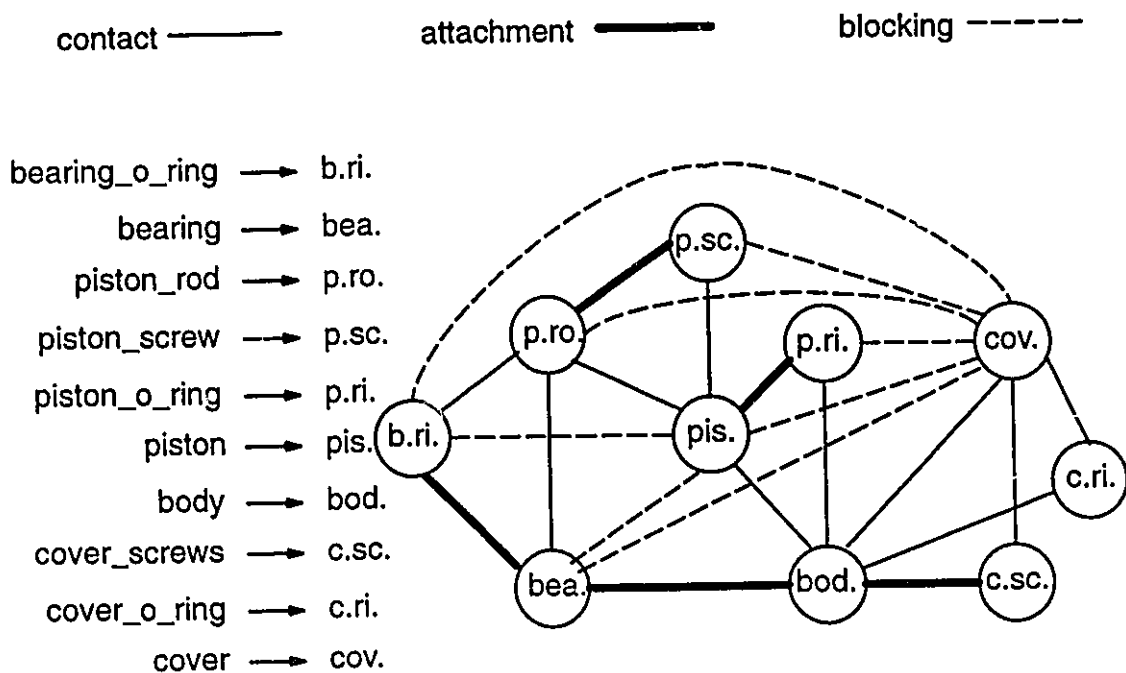 contact attachment blocking
bearing_o_ring b.ri.
bearing bea.
piston_rod p.ro.
piston_screw p.sc.
piston_o_ring p.ri.
piston pis.
body bod.
cover_screws c.sc.
cover_o_ring c.ri.
cover cov.
p.sc.
p.ro.
p.ri.
cov.
b.ri.
pis.
c.ri.
bea.
bod.
c.sc.